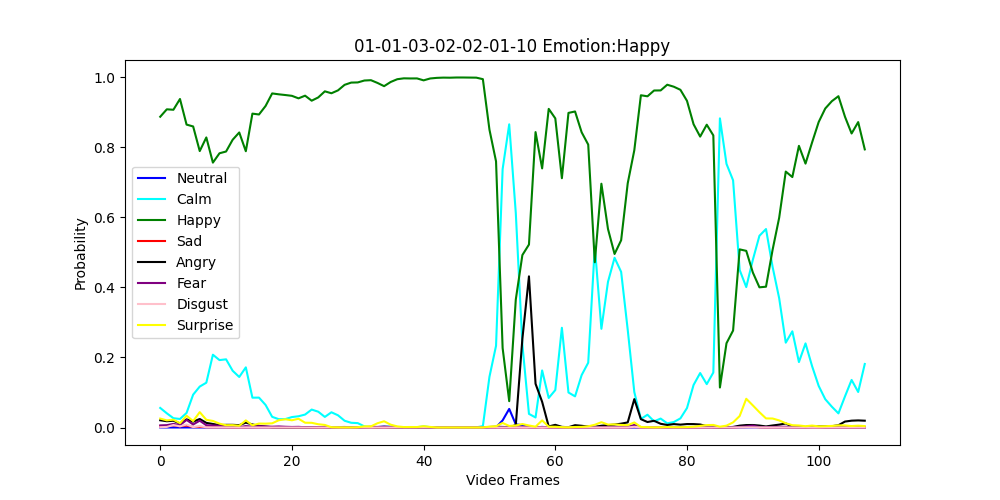 01-01-03-02-02-01-10 Emotion:Happy
Probability
1.0
0.8
0.6
0.4
0.2
0.0
Neutral
Calm
Happy
Sad
Angry
Fear
Disgust
Surprise
0 20 40 60 80 100
Video Frames